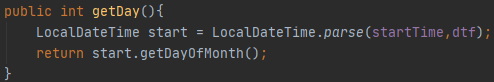 public int getDay(){
    LocalDateTime start = LocalDateTime.parse(startTime,dtf);
    return start.getDayOfMonth();
}